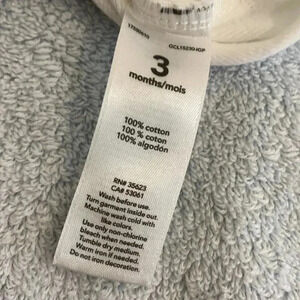 GCL15230-IGP
3
months/mois
100% cotton
100 % coton
100% algodón
RN# 35623
CA# 53061
Wash before use.
Turn garment inside out.
Machine wash cold with
like colors.
Use only non-chlorine
bleach when needed.
Tumble dry medium.
Warm iron if needed.
Do not iron decoration.